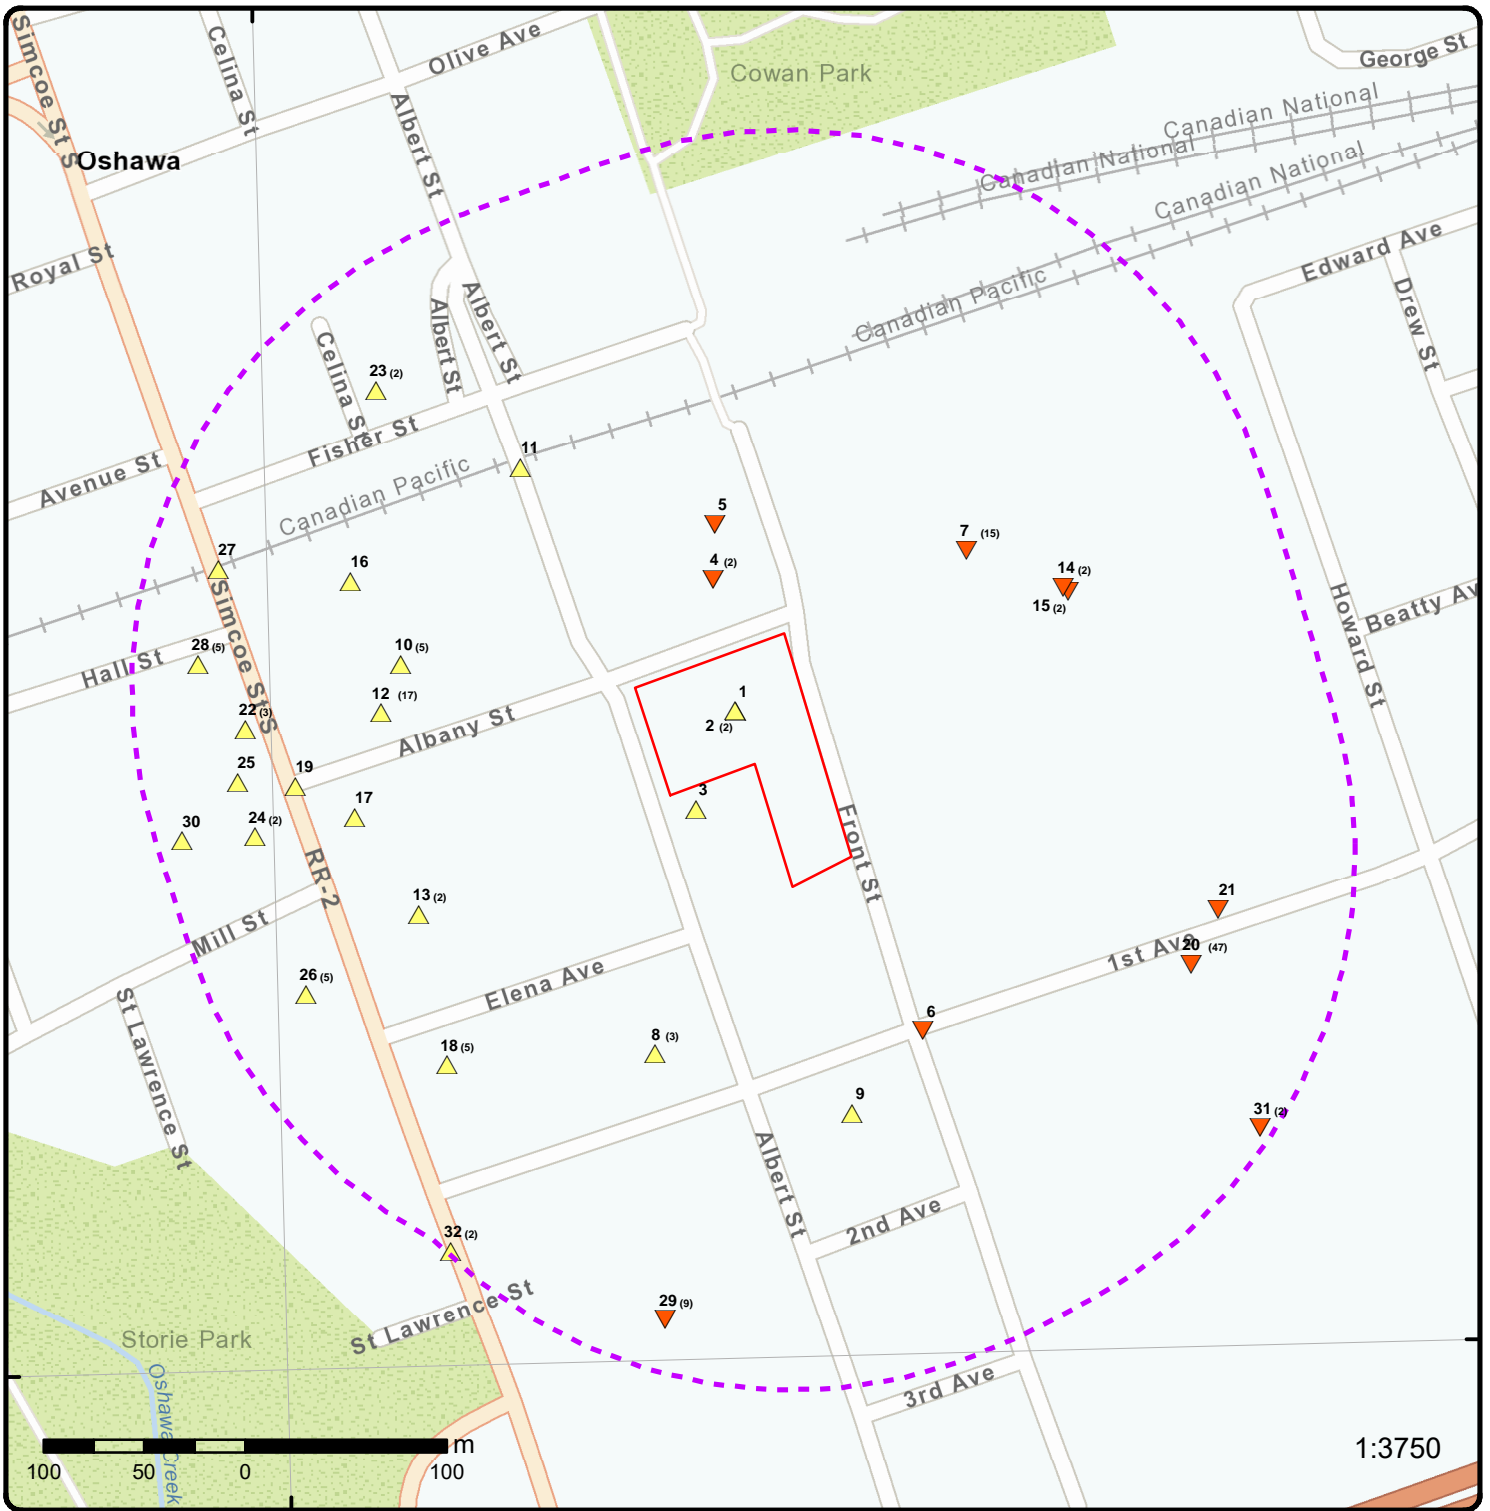 Simcoe St S
Celina St
Olive Ave
George St
Cowan Park
Canadian National
Albert St
Oshawa
Canadian National
Canadian National
Royal St
Edward Ave
Canadian Pacific
Albert St
Albert St
Drew St
Celina St
23 (2)
Fisher St
11
Avenue St
Canadian Pacific
5
7 (15)
27
16
4 (2)
14 (2)
15 (2)
Simcoe St S
Howard St
Beatty Av
28 (5)
10 (5)
Hall St
12 (17)
1
22 (3)
2 (2)
Albany St
25
19
3
17
30
24 (2)
Front St
RR-2
13 (2)
21
Mill St
1st Ave
20 (47)
26 (5)
Elena Ave
St Lawrence St
6
18 (5)
8 (3)
9
31 (2)
Albert St
2nd Ave
32 (2)
St Lawrence St
29 (9)
Storie Park
Oshawa Creek
3rd Ave
m
1:3750
100 50 0 100